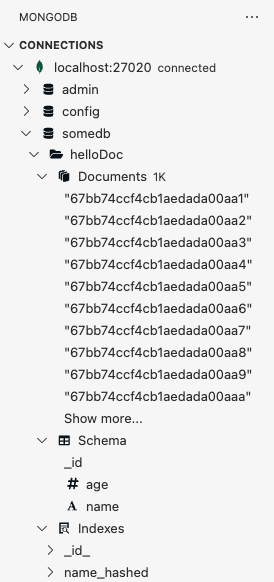 MONGODB ...
CONNECTIONS
localhost:27020 connected
admin
config
somedb
helloDoc
Documents 1K
"67bb74ccf4cb1aedada00aa1"
"67bb74ccf4cb1aedada00aa2"
"67bb74ccf4cb1aedada00aa3"
"67bb74ccf4cb1aedada00aa4"
"67bb74ccf4cb1aedada00aa5"
"67bb74ccf4cb1aedada00aa6"
"67bb74ccf4cb1aedada00aa7"
"67bb74ccf4cb1aedada00aa8"
"67bb74ccf4cb1aedada00aa9"
"67bb74ccf4cb1aedada00aaa"
Show more...
Schema
_id
# age
A name
Indexes
_id_
name_hashed